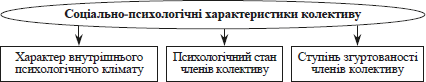 Соціально-психологічні характеристики колективу
Характер внутрішнього
психологічного клімату
Психологічний стан
членів колективу
Ступінь згуртованості
членів колективу